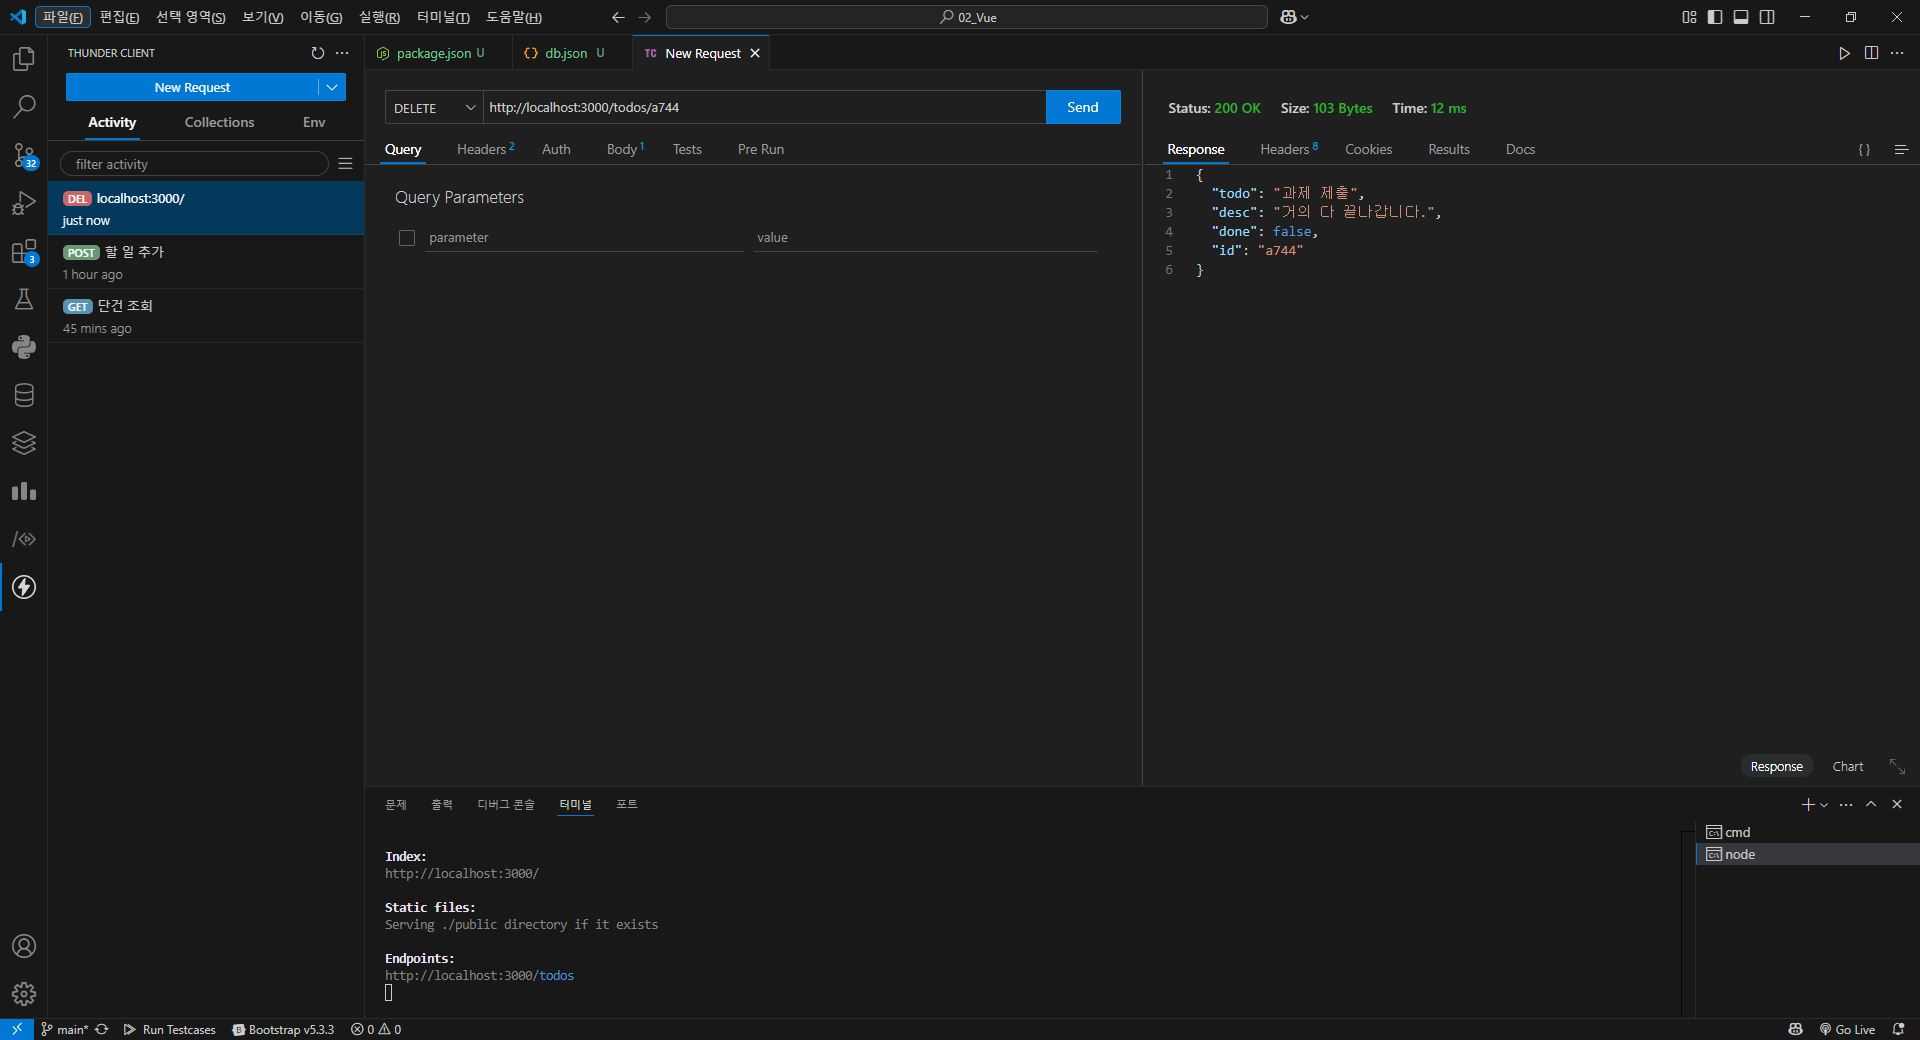 파일(F) 편집(E) 선택 영역(S) 보기(V) 이동(G) 실행(R) 터미널(T) 도움말(H)
02_Vue
THUNDER CLIENT
New Request
Activity Collections Env
filter activity
DEL localhost:3000/
just now
POST 할 일 추가
1 hour ago
GET 단건 조회
45 mins ago
32
3
package.json U
db.json U
TC New Request
DELETE http://localhost:3000/todos/a744 Send
Query Headers 2 Auth Body 1 Tests Pre Run
Query Parameters
parameter value
Status: 200 OK Size: 103 Bytes Time: 12 ms
Response Headers 8 Cookies Results Docs
{ }
1 {
2 "todo": "과제 제출",
3 "desc": "거의 다 끝나갑니다.",
4 "done": false,
5 "id": "a744"
6 }
Response Chart
문제 출력 디버그 콘솔 터미널 포트
Index:
http://localhost:3000/
Static files:
Serving ./public directory if it exists
Endpoints:
http://localhost:3000/todos
cmd
node
main* Run Testcases Bootstrap v5.3.3 0 0
Go Live